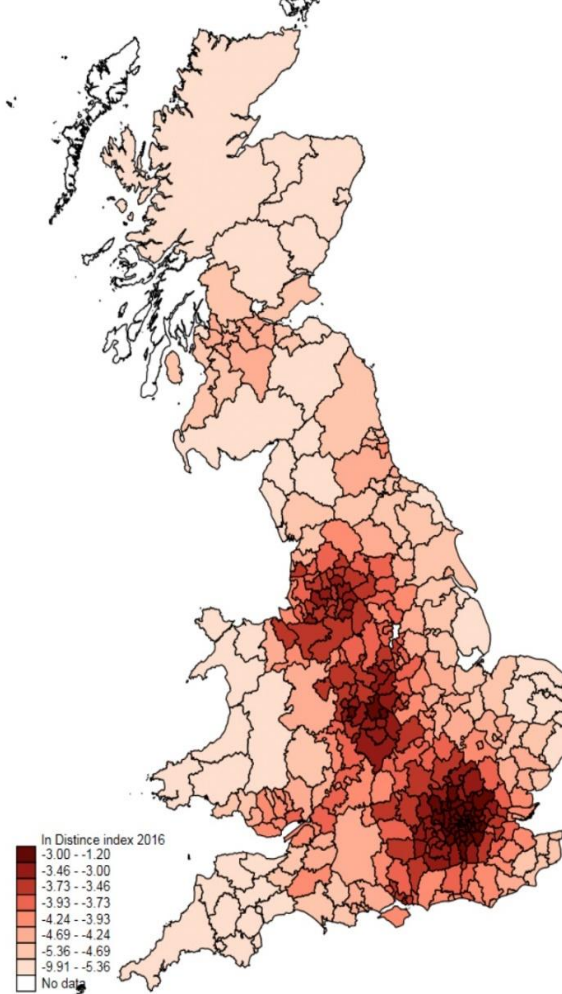 ln Distince index 2016
-3.00 - -1.20
-3.46 - -3.00
-3.73 - -3.46
-3.93 - -3.73
-4.24 - -3.93
-4.69 - -4.24
-5.36 - -4.69
-9.91 - -5.36
No data